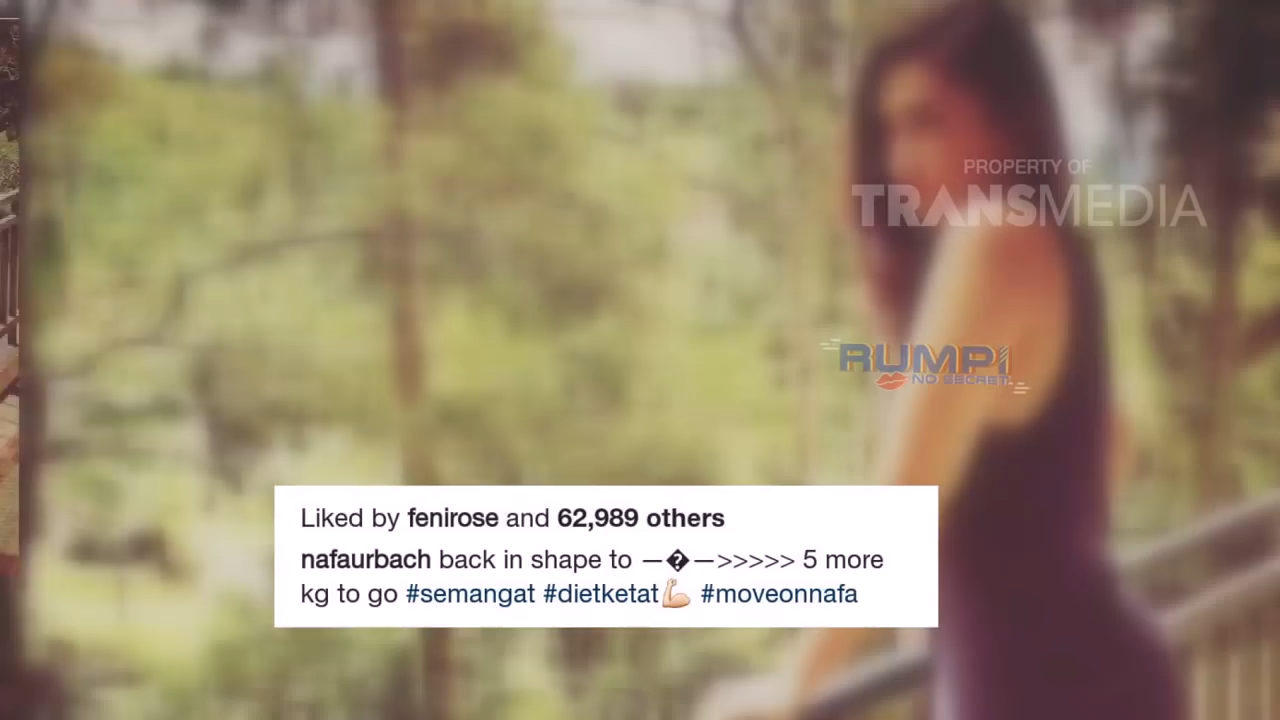 PROPERTY OF
TRANSMEDIA
RUMPI
NO SECRET
Liked by fenirose and 62,989 others
nafaurbach back in shape to —�—>>>>> 5 more
kg to go #semangat #dietketat💪🏻 #moveonnafa